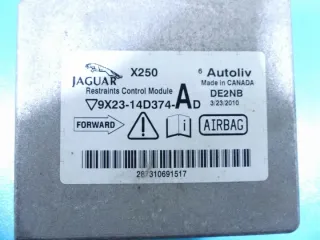 JAGUAR X250 Autoliv
Made in CANADA
Restraints Control Module DE2NB
9X23-14D374-AD 3/23/2010
FORWARD AIRBAG
287310691517